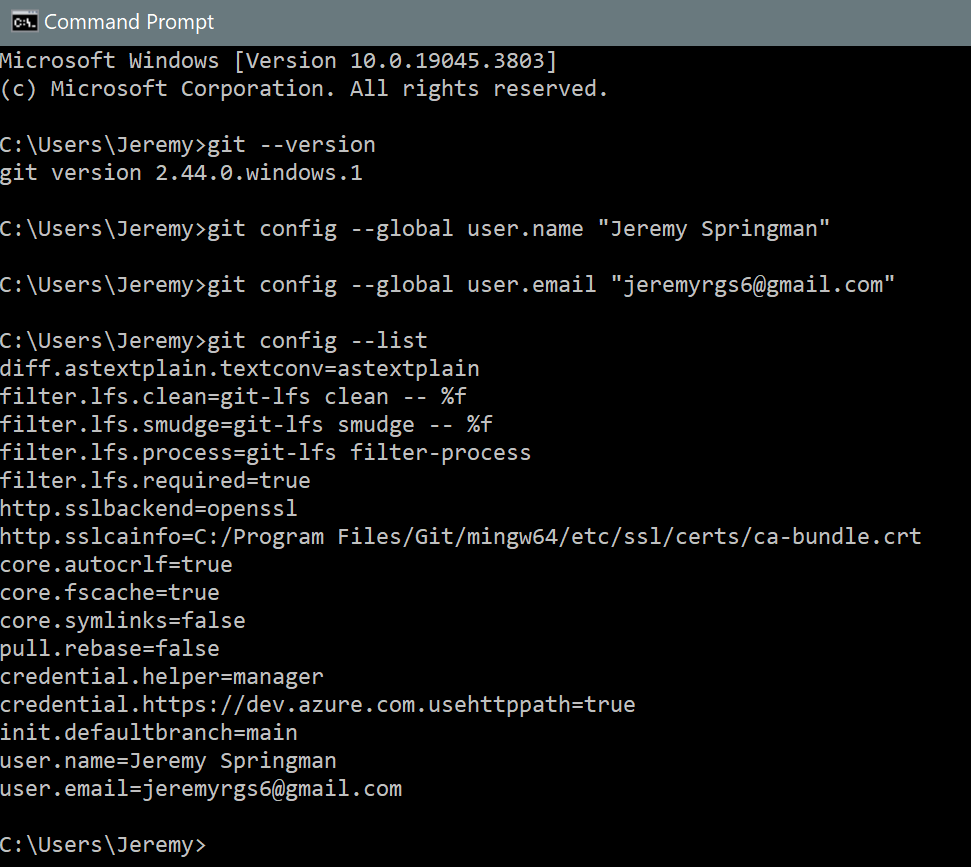 Command Prompt
Microsoft Windows [Version 10.0.19045.3803]
(c) Microsoft Corporation. All rights reserved.
C:\Users\Jeremy>git --version
git version 2.44.0.windows.1
C:\Users\Jeremy>git config --global user.name "Jeremy Springman"
C:\Users\Jeremy>git config --global user.email "jeremyrgs6@gmail.com"
C:\Users\Jeremy>git config --list
diff.astextplain.textconv=astextplain
filter.lfs.clean=git-lfs clean -- %f
filter.lfs.smudge=git-lfs smudge -- %f
filter.lfs.process=git-lfs filter-process
filter.lfs.required=true
http.sslbackend=openssl
http.sslcainfo=C:/Program Files/Git/mingw64/etc/ssl/certs/ca-bundle.crt
core.autocrlf=true
core.fscache=true
core.symlinks=false
pull.rebase=false
credential.helper=manager
credential.https://dev.azure.com.usehttppath=true
init.defaultbranch=main
user.name=Jeremy Springman
user.email=jeremyrgs6@gmail.com
C:\Users\Jeremy>